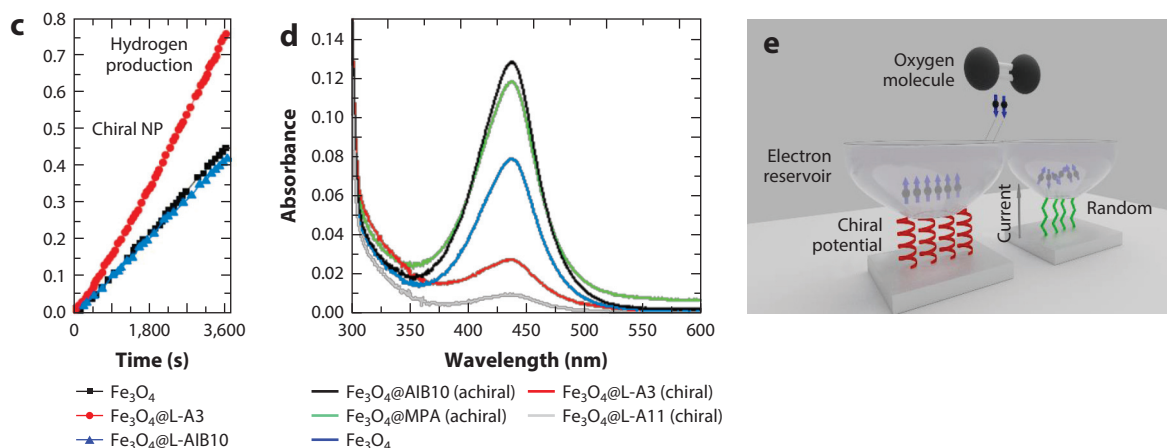 c
0.8
0.7
0.6
0.5
0.4
0.3
0.2
0.1
0.0
Hydrogen
production
Chiral NP
0
1,800
3,600
Time (s)
Fe₃O₄
Fe₃O₄@L-A3
Fe₃O₄@L-AIB10
d
Absorbance
0.14
0.12
0.10
0.08
0.06
0.04
0.02
0.00
300
350
400
450
500
550
600
Wavelength (nm)
Fe₃O₄@AIB10 (achiral)
Fe₃O₄@MPA (achiral)
Fe₃O₄
Fe₃O₄@L-A3 (chiral)
Fe₃O₄@L-A11 (chiral)
e
Oxygen
molecule
Electron
reservoir
Chiral
potential
Current
Random